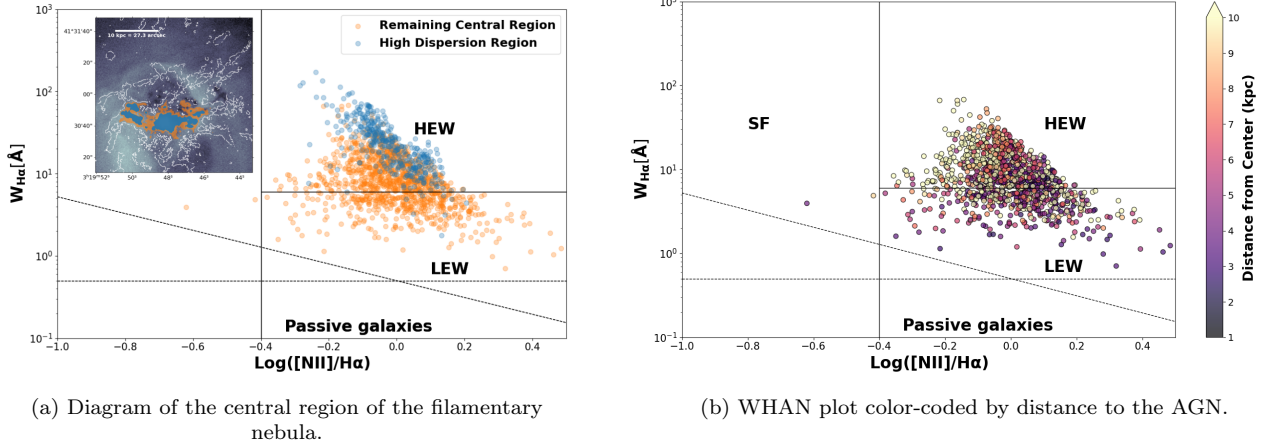 Remaining Central Region
High Dispersion Region
10 kpc = 27.3 arcsec
41°31'40"
20"
00"
30'40"
20"
3ʰ19ᵐ52ˢ 50ˢ 48ˢ 46ˢ 44ˢ
HEW
LEW
Passive galaxies
W_Hα[Å]
10³
10²
10¹
10⁰
10⁻¹
−1.0 −0.8 −0.6 −0.4 −0.2 0.0 0.2 0.4
Log([NII]/Hα)
(a) Diagram of the central region of the filamentary
nebula.
SF
HEW
LEW
Passive galaxies
W_Hα[Å]
10³
10²
10¹
10⁰
10⁻¹
−1.0 −0.8 −0.6 −0.4 −0.2 0.0 0.2 0.4
Log([NII]/Hα)
10
9
8
7
6
5
4
3
2
1
Distance from Center (kpc)
(b) WHAN plot color-coded by distance to the AGN.